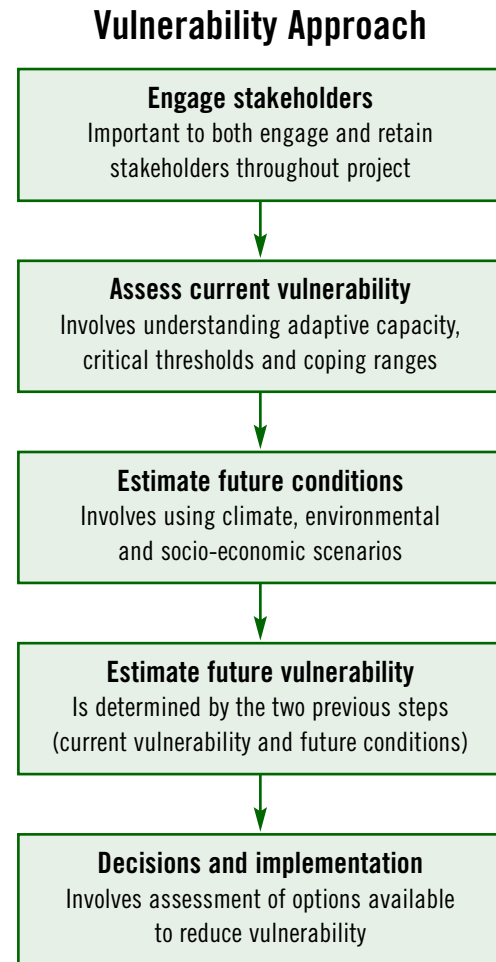 Vulnerability Approach
Engage stakeholders
Important to both engage and retain
stakeholders throughout project
Assess current vulnerability
Involves understanding adaptive capacity,
critical thresholds and coping ranges
Estimate future conditions
Involves using climate, environmental
and socio-economic scenarios
Estimate future vulnerability
Is determined by the two previous steps
(current vulnerability and future conditions)
Decisions and implementation
Involves assessment of options available
to reduce vulnerability